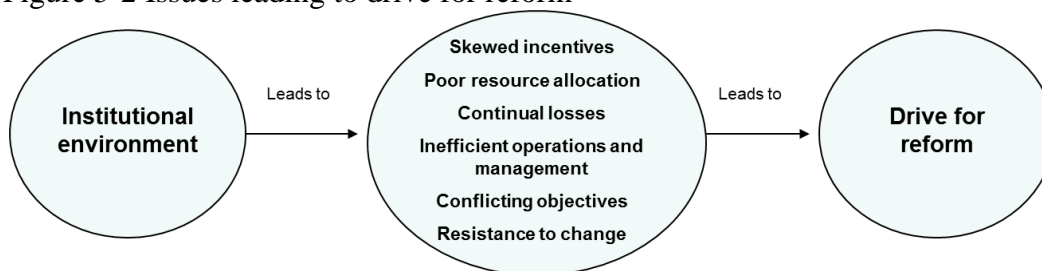 Figure 3-2 Issues leading to drive for reform
Institutional
environment
Leads to
Skewed incentives
Poor resource allocation
Continual losses
Inefficient operations and
management
Conflicting objectives
Resistance to change
Leads to
Drive for
reform